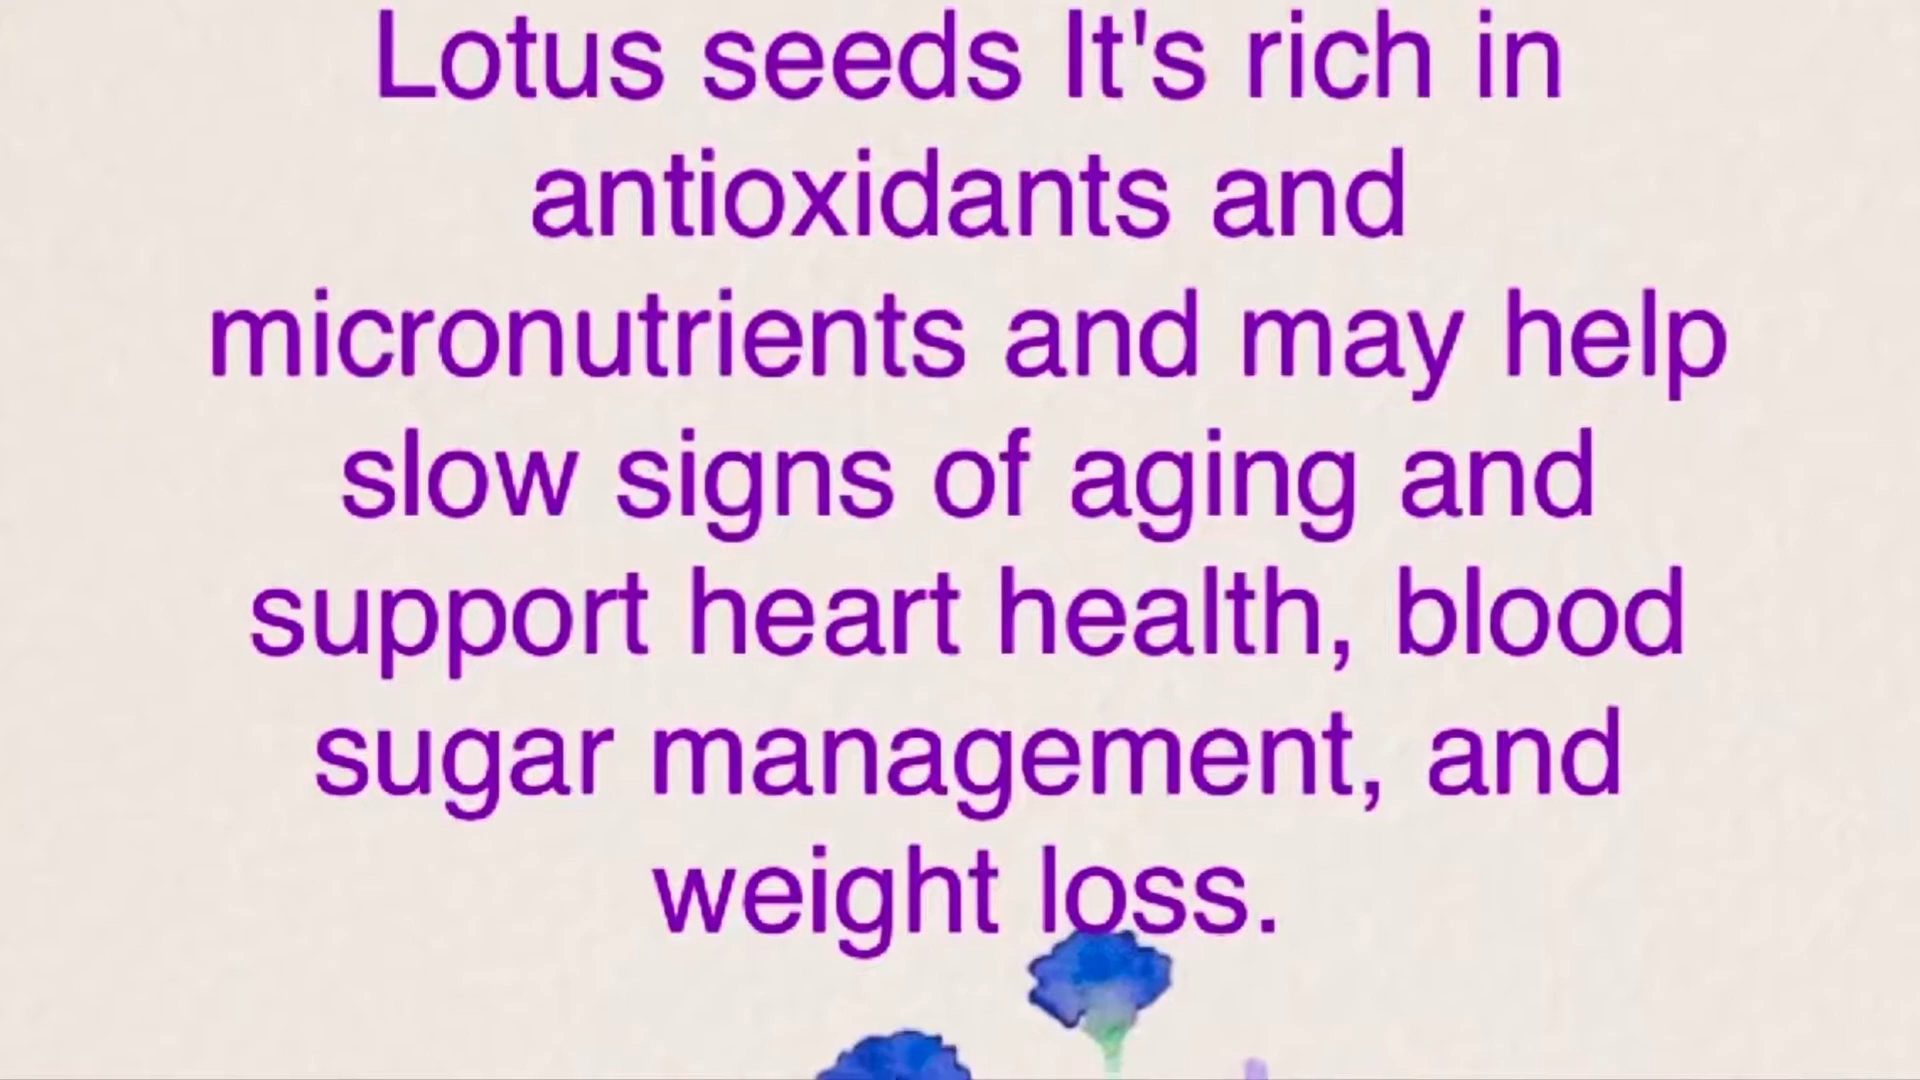 Lotus seeds It's rich in
antioxidants and
micronutrients and may help
slow signs of aging and
support heart health, blood
sugar management, and
weight loss.